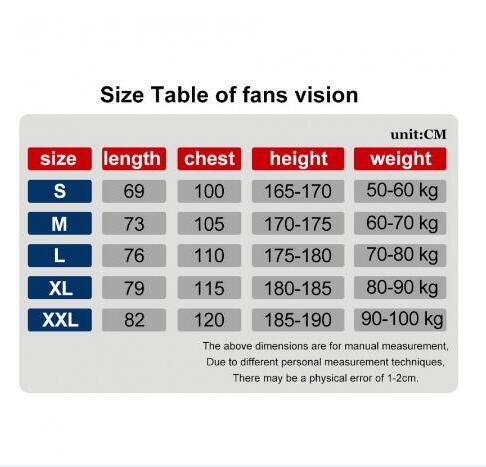 Size Table of fans vision
unit:CM
size length chest height weight
S 69 100 165-170 50-60 kg
M 73 105 170-175 60-70 kg
L 76 110 175-180 70-80 kg
XL 79 115 180-185 80-90 kg
XXL 82 120 185-190 90-100 kg
The above dimensions are for manual measurement,
Due to different personal measurement techniques,
There may be a physical error of 1-2cm.